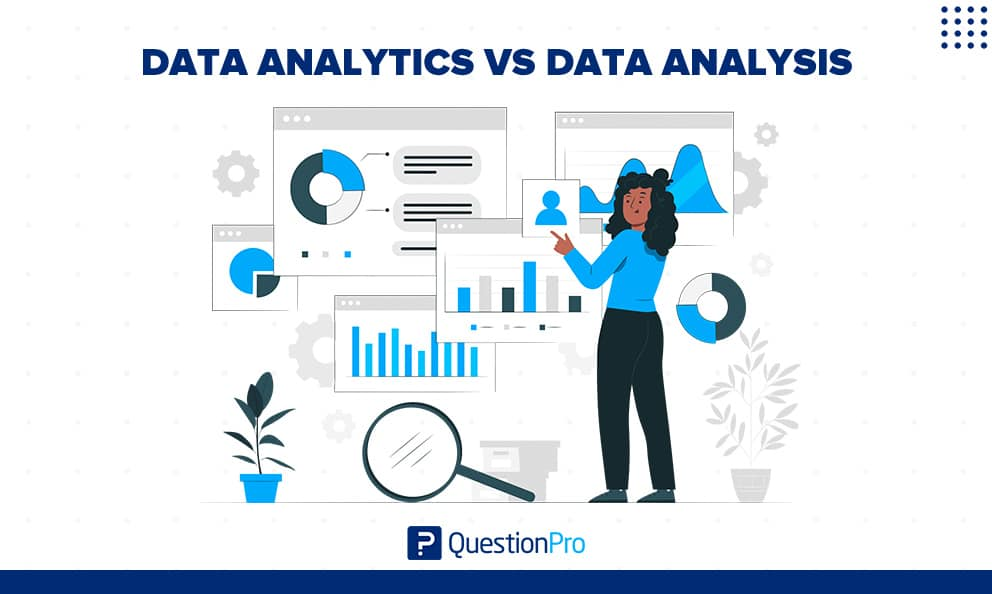 DATA ANALYTICS VS DATA ANALYSIS
QuestionPro